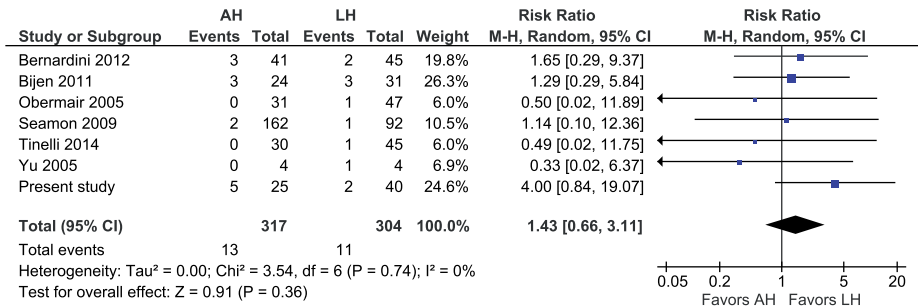 AH LH Risk Ratio Risk Ratio
Study or Subgroup Events Total Events Total Weight M-H, Random, 95% CI M-H, Random, 95% CI
Bernardini 2012 3 41 2 45 19.8% 1.65 [0.29, 9.37]
Bijen 2011 3 24 3 31 26.3% 1.29 [0.29, 5.84]
Obermair 2005 0 31 1 47 6.0% 0.50 [0.02, 11.89]
Seamon 2009 2 162 1 92 10.5% 1.14 [0.10, 12.36]
Tinelli 2014 0 30 1 45 6.0% 0.49 [0.02, 11.75]
Yu 2005 0 4 1 4 6.9% 0.33 [0.02, 6.37]
Present study 5 25 2 40 24.6% 4.00 [0.84, 19.07]
Total (95% CI) 317 304 100.0% 1.43 [0.66, 3.11]
Total events 13 11
Heterogeneity: Tau² = 0.00; Chi² = 3.54, df = 6 (P = 0.74); I² = 0%
Test for overall effect: Z = 0.91 (P = 0.36)
0.05 0.2 1 5 20
Favors AH Favors LH